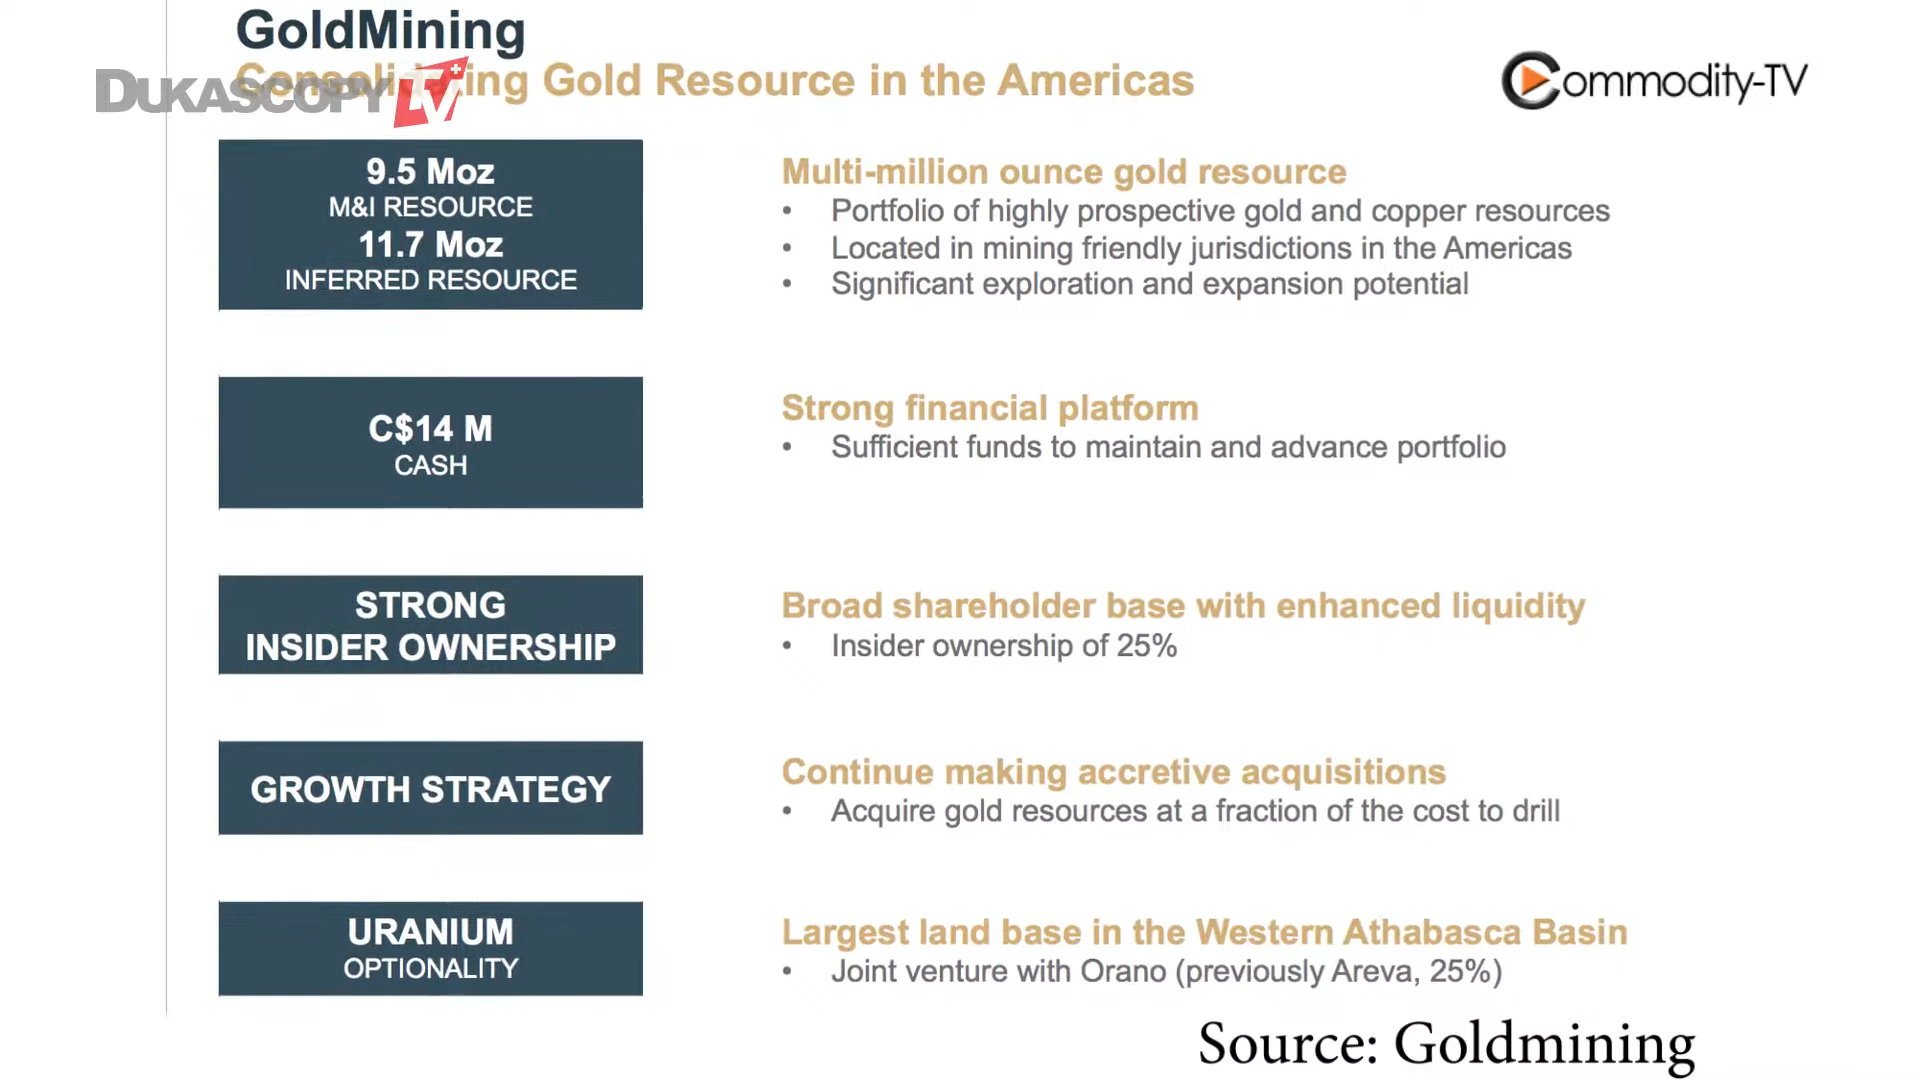 GoldMining
Consolidating Gold Resource in the Americas
DUKASCOPY TV
Commodity-TV
9.5 Moz
M&I RESOURCE
11.7 Moz
INFERRED RESOURCE
Multi-million ounce gold resource
• Portfolio of highly prospective gold and copper resources
• Located in mining friendly jurisdictions in the Americas
• Significant exploration and expansion potential
C$14 M
CASH
Strong financial platform
• Sufficient funds to maintain and advance portfolio
STRONG
INSIDER OWNERSHIP
Broad shareholder base with enhanced liquidity
• Insider ownership of 25%
GROWTH STRATEGY
Continue making accretive acquisitions
• Acquire gold resources at a fraction of the cost to drill
URANIUM
OPTIONALITY
Largest land base in the Western Athabasca Basin
• Joint venture with Orano (previously Areva, 25%)
Source: Goldmining